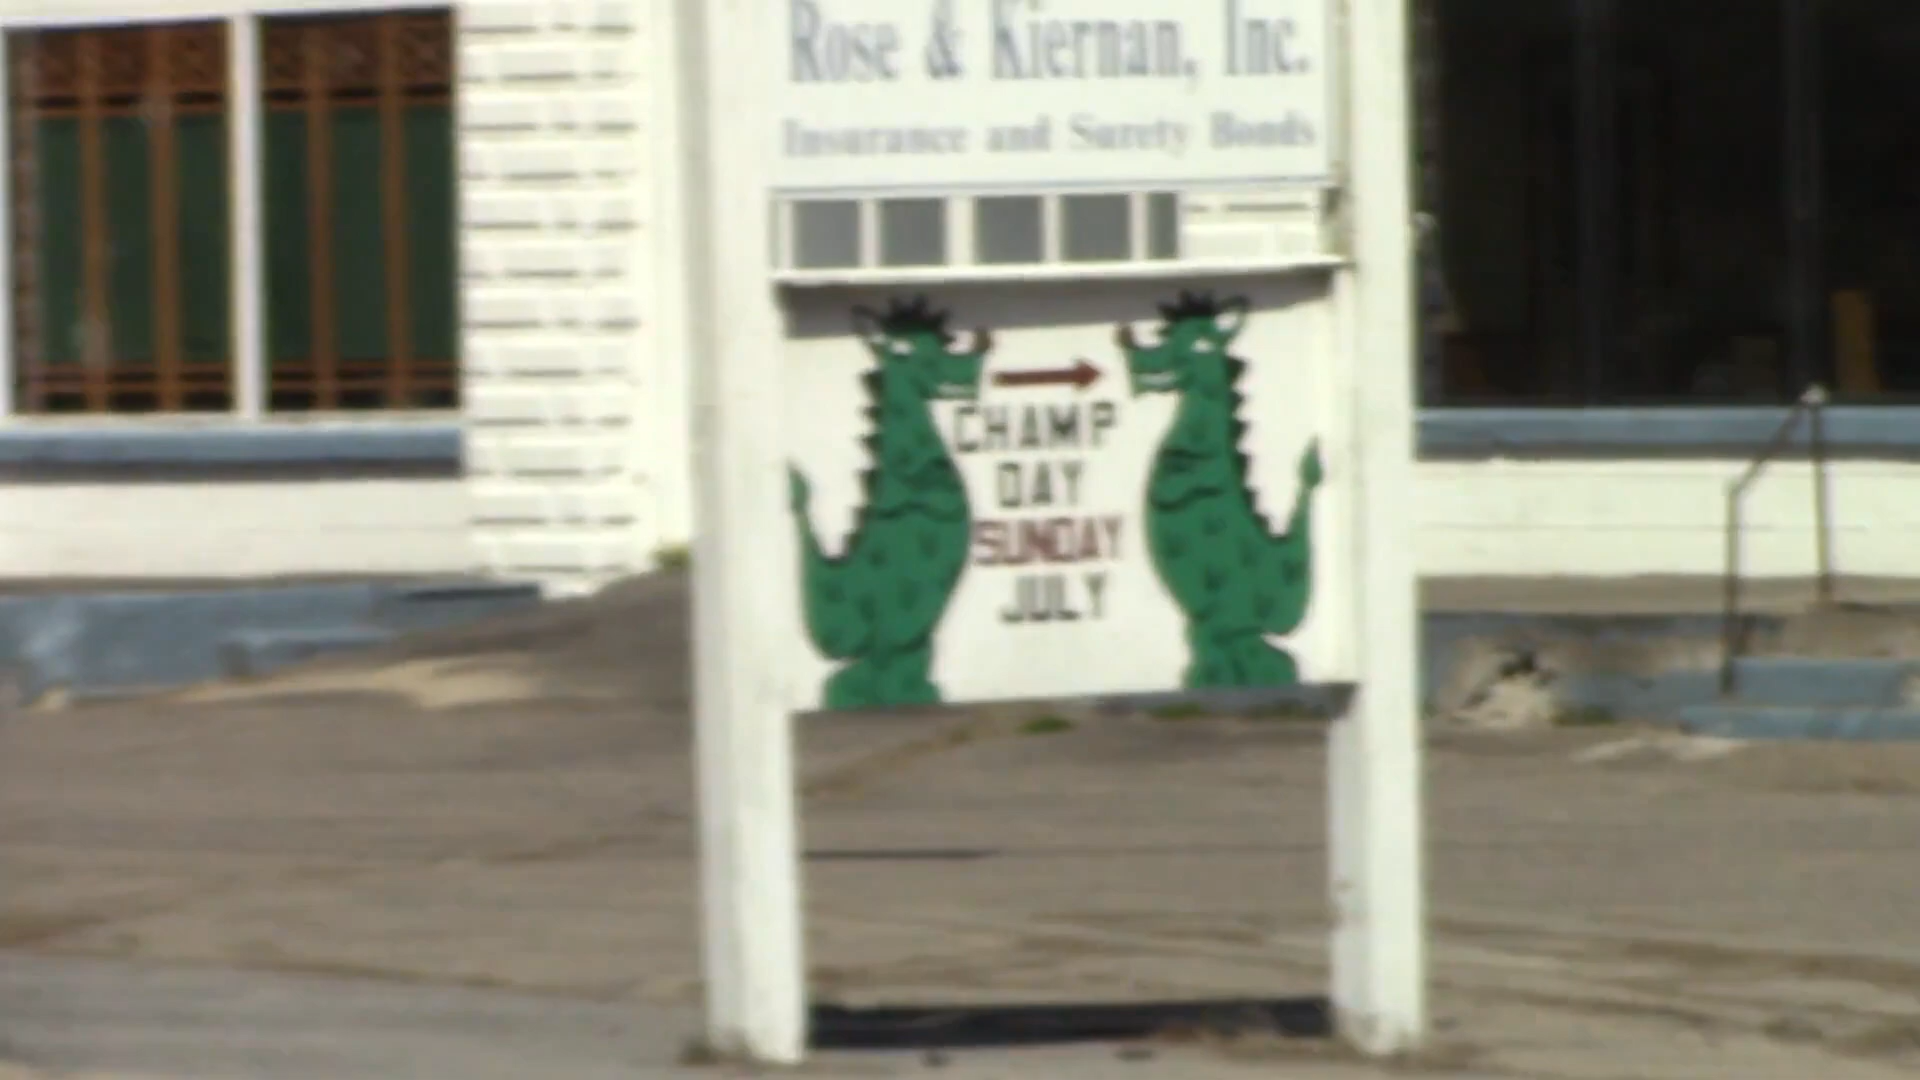 Rose & Kiernan, Inc.
Insurance and Surety Bonds
CHAMP
DAY
SUNDAY
JULY